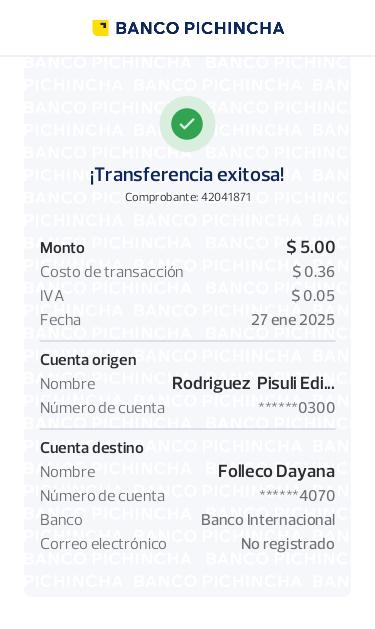 BANCO PICHINCHA
¡Transferencia exitosa!
Comprobante: 42041871
Monto $ 5.00
Costo de transacción $ 0.36
IVA $ 0.05
Fecha 27 ene 2025
Cuenta origen
Nombre Rodriguez Pisuli Edi...
Número de cuenta ******0300
Cuenta destino
Nombre Folleco Dayana
Número de cuenta ******4070
Banco Banco Internacional
Correo electrónico No registrado